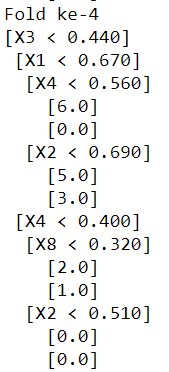 Fold ke-4
[X3 < 0.440]
 [X1 < 0.670]
  [X4 < 0.560]
    [6.0]
    [0.0]
  [X2 < 0.690]
    [5.0]
    [3.0]
 [X4 < 0.400]
  [X8 < 0.320]
    [2.0]
    [1.0]
  [X2 < 0.510]
    [0.0]
    [0.0]